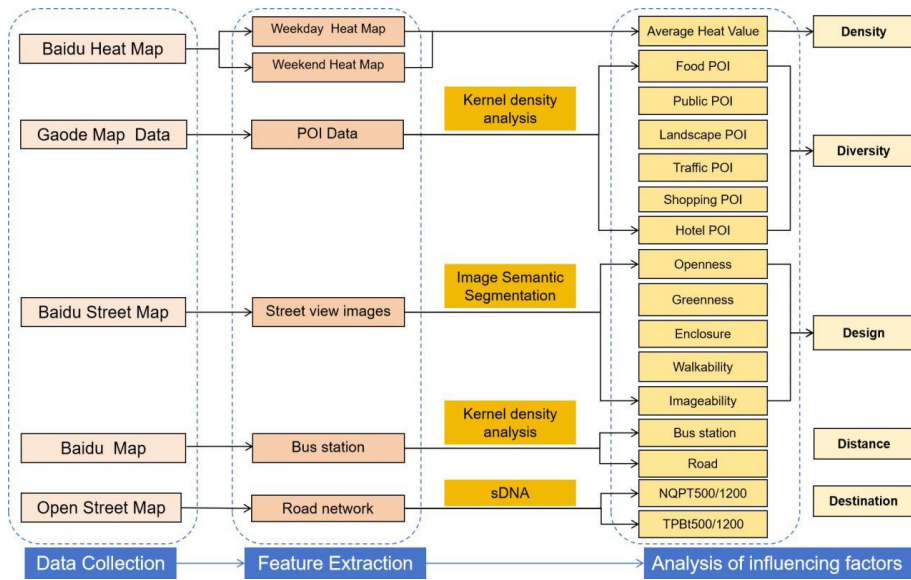 Baidu Heat Map
Weekday Heat Map
Weekend Heat Map
Average Heat Value
Density
Gaode Map Data
POI Data
Kernel density
analysis
Food POI
Public POI
Landscape POI
Traffic POI
Shopping POI
Hotel POI
Diversity
Baidu Street Map
Street view images
Image Semantic
Segmentation
Openness
Greenness
Enclosure
Walkability
Imageability
Design
Baidu Map
Bus station
Kernel density
analysis
Bus station
Road
Distance
Open Street Map
Road network
sDNA
NQPT500/1200
TPBt500/1200
Destination
Data Collection
Feature Extraction
Analysis of influencing factors